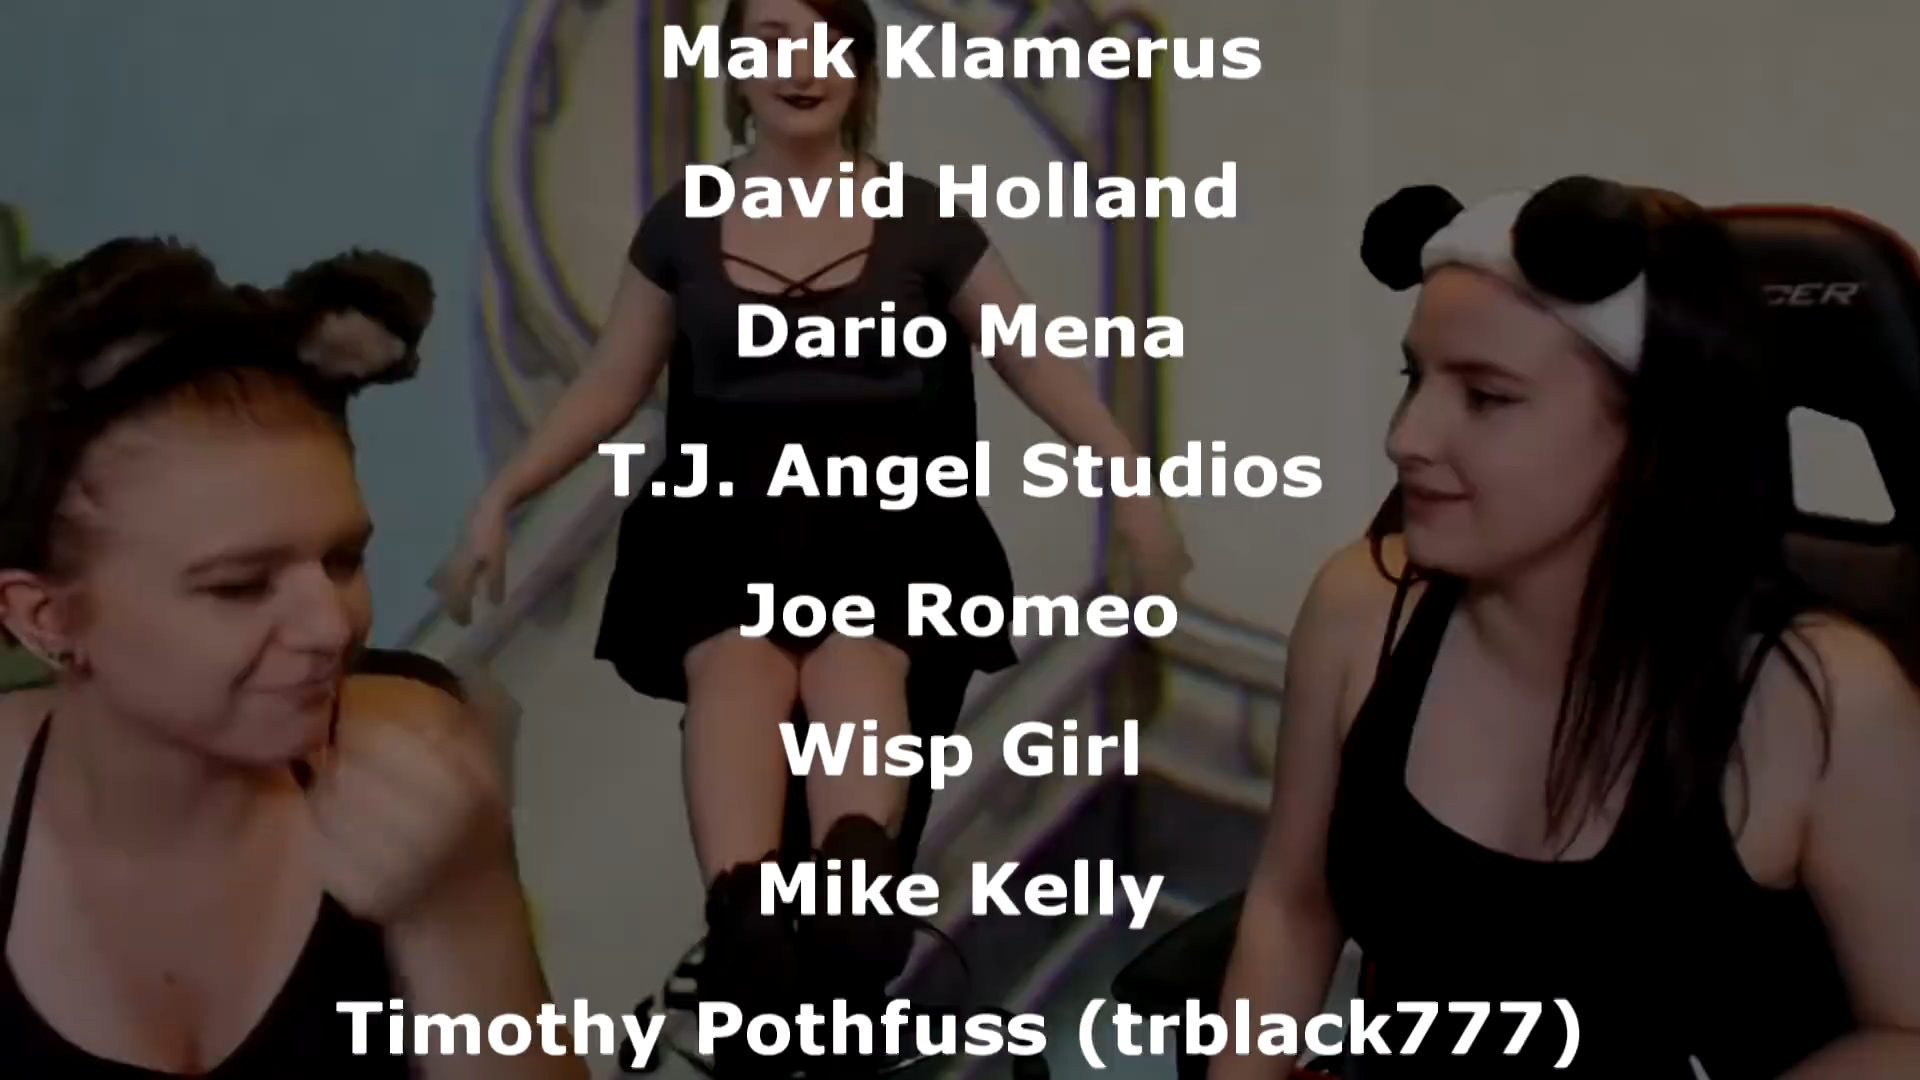 Mark Klamerus
David Holland
Dario Mena
T.J. Angel Studios
Joe Romeo
Wisp Girl
Mike Kelly
Timothy Pothfuss (trblack777)